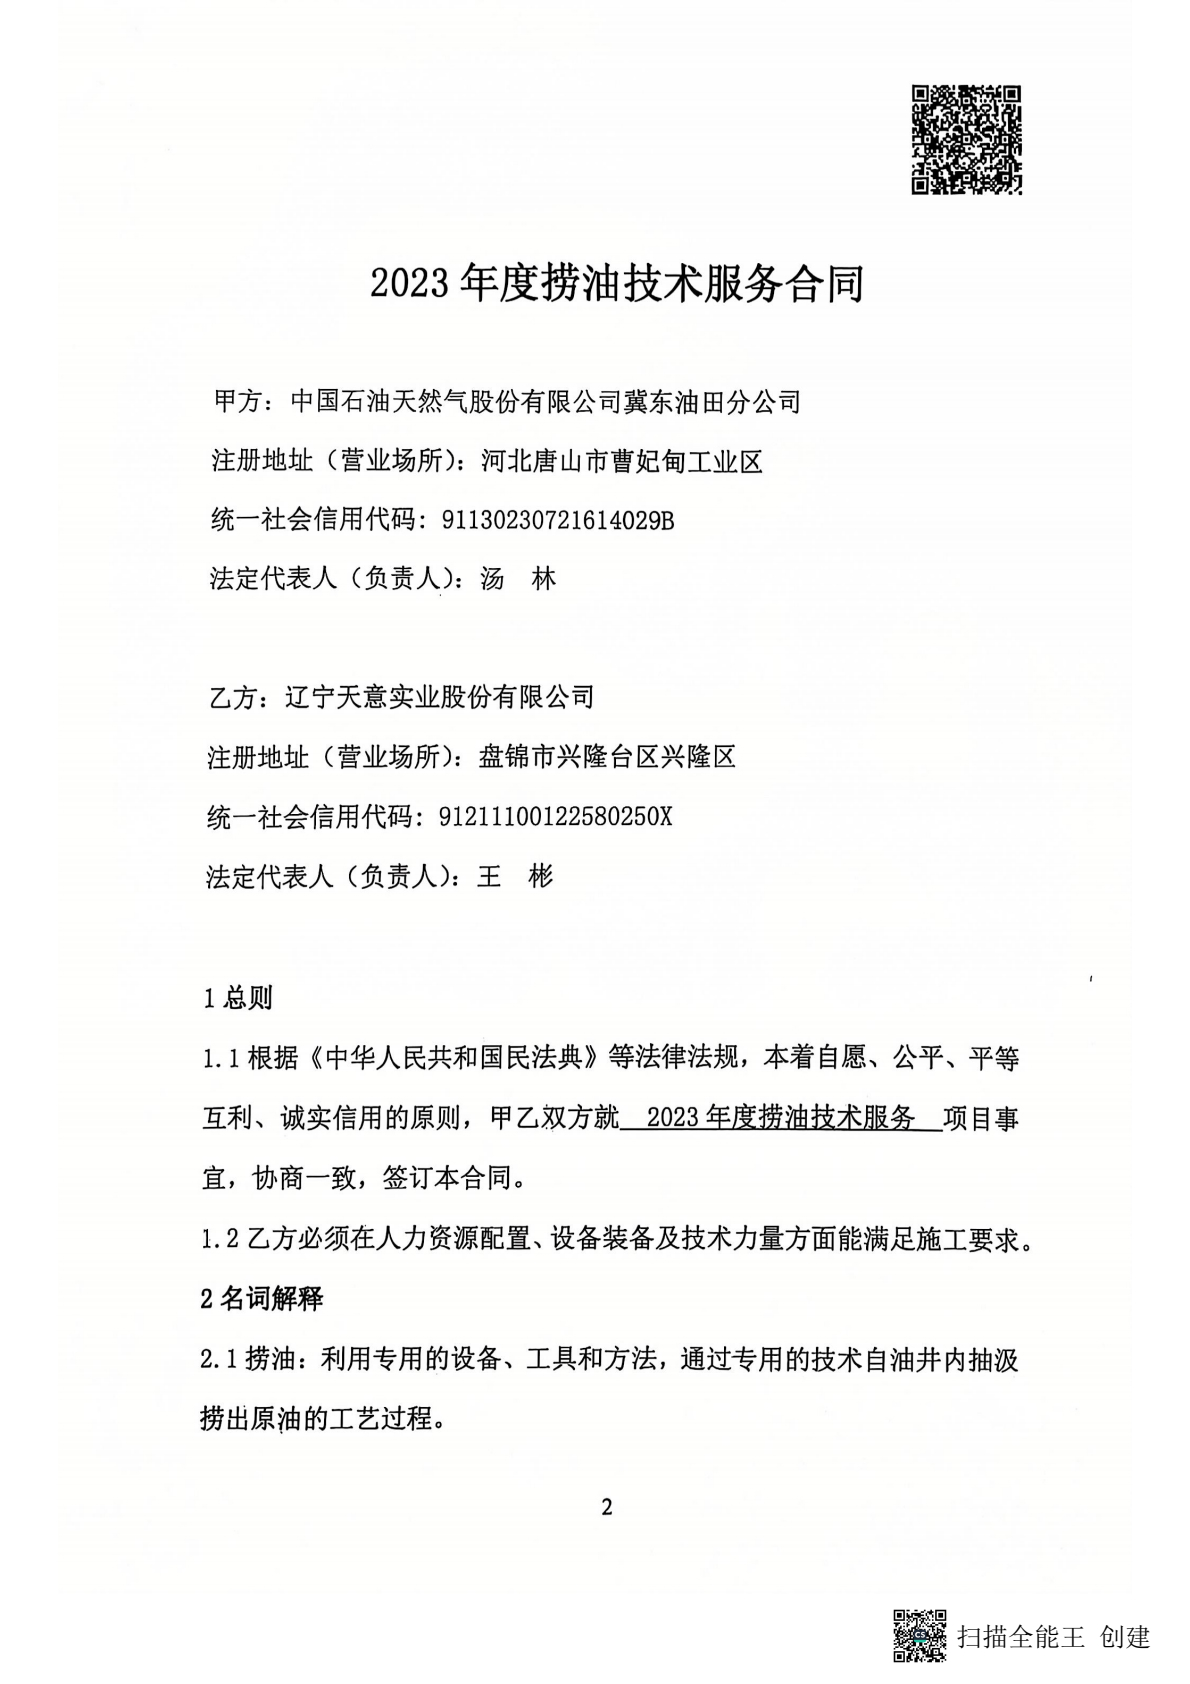 2023 年度捞油技术服务合同
甲方：中国石油天然气股份有限公司冀东油田分公司
注册地址（营业场所）：河北唐山市曹妃甸工业区
统一社会信用代码：91130230721614029B
法定代表人（负责人）：汤　林
乙方：辽宁天意实业股份有限公司
注册地址（营业场所）：盘锦市兴隆台区兴隆区
统一社会信用代码：91211100122580250X
法定代表人（负责人）：王　彬
1 总则
1.1 根据《中华人民共和国民法典》等法律法规，本着自愿、公平、平等
互利、诚实信用的原则，甲乙双方就　2023 年度捞油技术服务　项目事
宜，协商一致，签订本合同。
1.2 乙方必须在人力资源配置、设备装备及技术力量方面能满足施工要求。
2 名词解释
2.1 捞油：利用专用的设备、工具和方法，通过专用的技术自油井内抽汲
捞出原油的工艺过程。
2
扫描全能王 创建